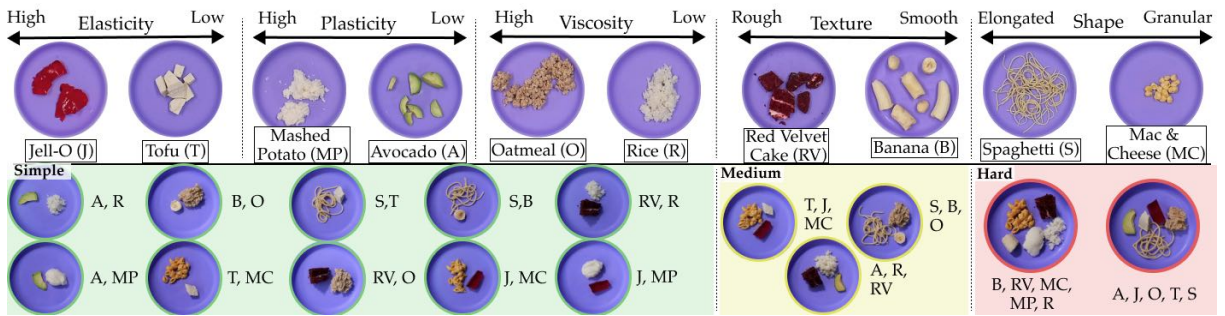 High Elasticity Low
High Plasticity Low
High Viscosity Low
Rough Texture Smooth
Elongated Shape Granular
Jell-O (J)
Tofu (T)
Mashed
Potato (MP)
Avocado (A)
Oatmeal (O)
Rice (R)
Red Velvet
Cake (RV)
Banana (B)
Spaghetti (S)
Mac &
Cheese (MC)
Simple
A, R
B, O
S,T
S,B
RV, R
A, MP
T, MC
RV, O
J, MC
J, MP
Medium
T, J,
MC
S, B,
O
A, R,
RV
Hard
B, RV, MC,
MP, R
A, J, O, T, S